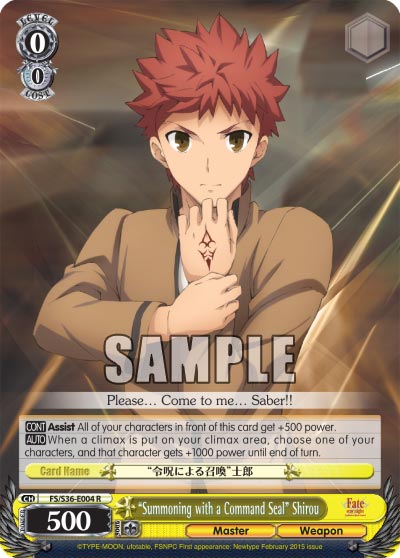 LEVEL
0
0
COST
SAMPLE
Please… Come to me… Saber!!
CONT Assist All of your characters in front of this card get +500 power.
AUTO When a climax is put on your climax area, choose one of your
characters, and that character gets +1000 power until end of turn.
Card Name
“令呪による召喚”士郎
CH FS/S36-E004 R
POWER 500 SOUL
“Summoning with a Command Seal” Shirou
Master Weapon
Fate
stay night
©TYPE-MOON, ufotable, FSNPC First appearance: Newtype February 2015 issue